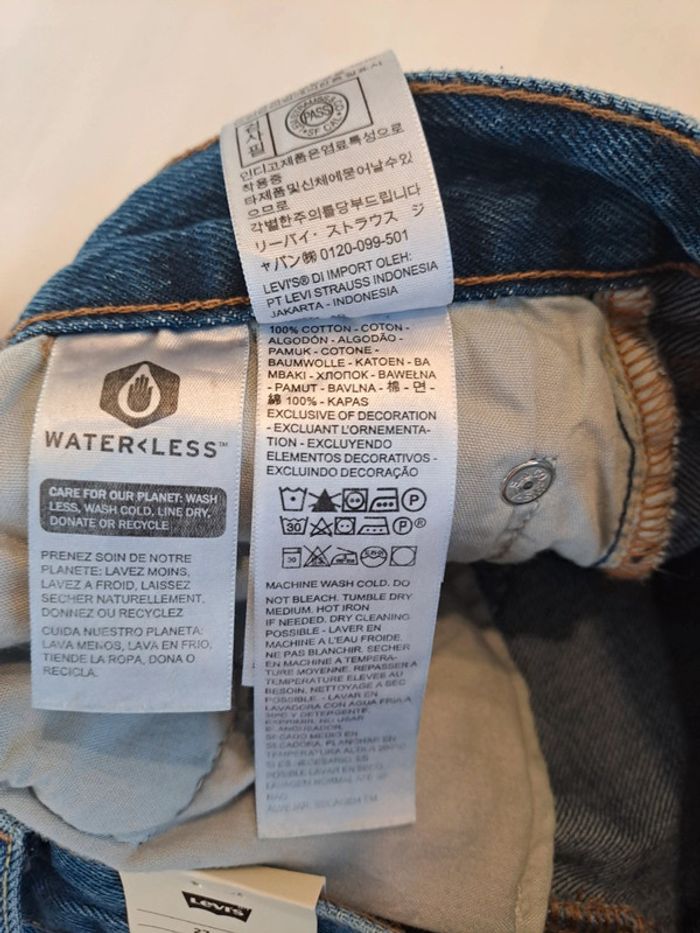 LEVI STRAUSS & CO
PASS
SF CAL
인디고제품은염료특성으로
착용중
타제품및신체에묻어날수있
으므로
각별한주의를당부드립니다
リーバイ・ストラウス ジ
ャパン㈱ 0120-099-501
LEVI'S® DI IMPORT OLEH:
PT LEVI STRAUSS INDONESIA
JAKARTA - INDONESIA
100% COTTON - COTON -
ALGODÓN - ALGODÃO -
PAMUK - COTONE -
BAUMWOLLE - KATOEN - BA
MBAKI - ХЛОПОК - BAWEŁNA
- PAMUT - BAVLNA - 棉 - 면 -
綿 100% - KAPAS
EXCLUSIVE OF DECORATION
- EXCLUANT L'ORNEMENTA-
TION - EXCLUYENDO
ELEMENTOS DECORATIVOS -
EXCLUINDO DECORAÇÃO
P
30 P®
30
MACHINE WASH COLD. DO
NOT BLEACH. TUMBLE DRY
MEDIUM. HOT IRON
IF NEEDED. DRY CLEANING
POSSIBLE - LAVER EN
MACHINE A L'EAU FROIDE.
NE PAS BLANCHIR. SECHER
EN MACHINE A TEMPERA-
TURE MOYENNE. REPASSER A
TEMPERATURE ELEVEE AU
BESOIN. NETTOYAGE A SEC
POSSIBLE - LAVAR EN
LAVADORA CON AGUA FRIA A
30ºC Y DETERGENTE.
WATER<LESS™
CARE FOR OUR PLANET: WASH
LESS, WASH COLD, LINE DRY,
DONATE OR RECYCLE
PRENEZ SOIN DE NOTRE
PLANETE: LAVEZ MOINS,
LAVEZ A FROID, LAISSEZ
SECHER NATURELLEMENT,
DONNEZ OU RECYCLEZ
CUIDA NUESTRO PLANETA:
LAVA MENOS, LAVA EN FRIO,
TIENDE LA ROPA, DONA O
RECICLA.
Levi's